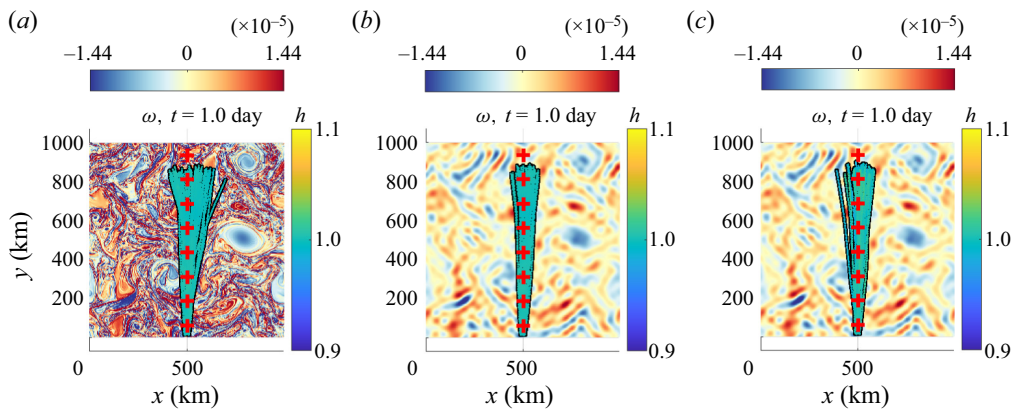 (a) (×10⁻⁵) (b) (×10⁻⁵) (c) (×10⁻⁵)
−1.44 0 1.44 −1.44 0 1.44 −1.44 0 1.44
ω, t = 1.0 day h ω, t = 1.0 day h ω, t = 1.0 day h
1000 1.1 1000 1.1 1000 1.1
800 800 800
y (km) 600 600 600
1.0 1.0 1.0
400 400 400
200 200 200
0.9 0.9 0.9
0 500 0 500 0 500
x (km) x (km) x (km)